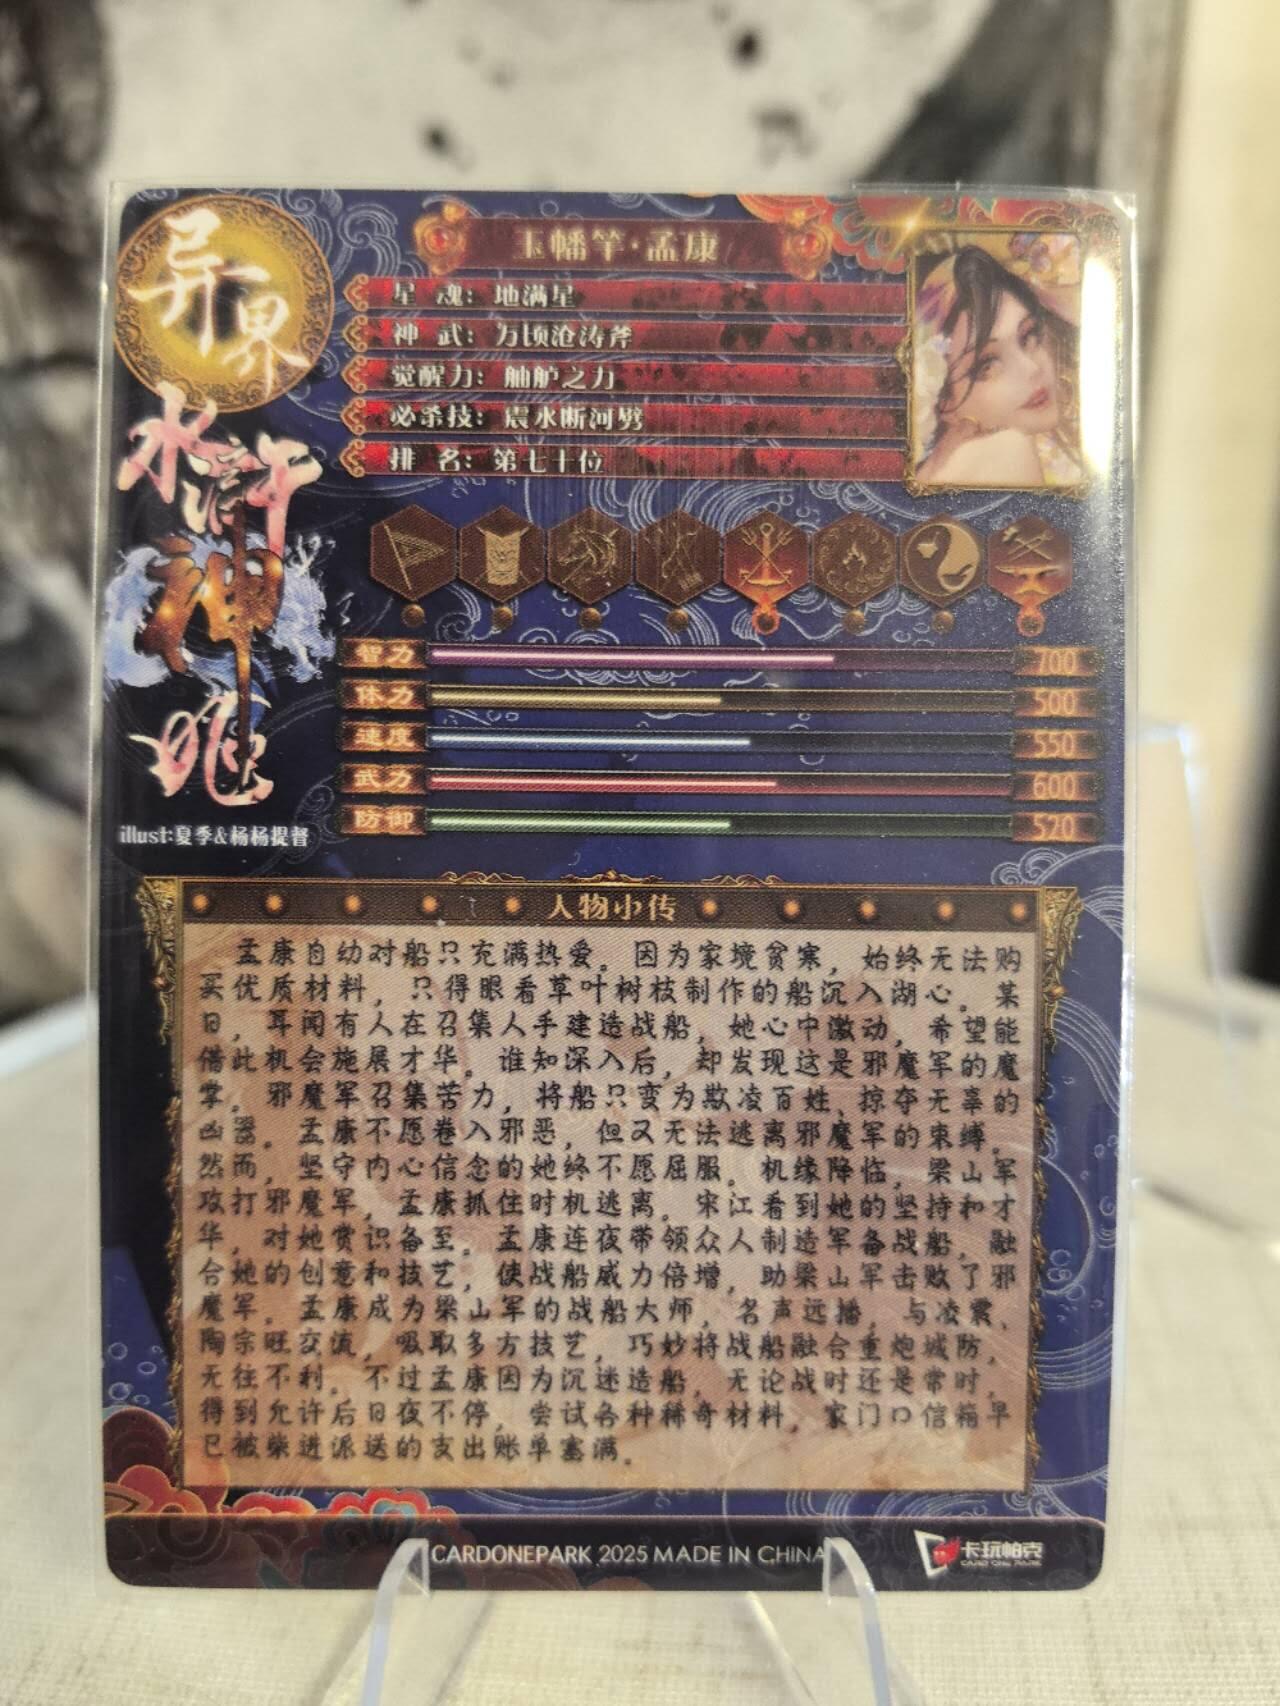 异界
水浒
神
魂
illust:夏季&杨杨提督
玉幡竿·孟康
星 魂：地满星
神 武：万顷沧涛斧
觉醒力：舳舻之力
必杀技：震水断河劈
排 名：第七十位
智力 700
体力 500
速度 550
武力 600
防御 520
人物小传
孟康自幼对船只充满热爱。因为家境贫寒，始终无法购
买优质材料，只得眼看草叶树枝制作的船沉入湖心。某
日，耳闻有人在召集人手建造战船，她心中激动，希望能
借此机会施展才华。谁知深入后，却发现这是邪魔军的魔
掌。邪魔军召集苦力，将船只变为欺凌百姓、掠夺无辜的
凶器。孟康不愿卷入邪恶，但又无法逃离邪魔军的束缚。
然而，坚守内心信念的她终不愿屈服。机缘降临，梁山军
攻打邪魔军，孟康抓住时机逃离。宋江看到她的坚持和才
华，对她赏识备至。孟康连夜带领众人制造军备战船，融
合她的创意和技艺，使战船威力倍增，助梁山军击败了邪
魔军。孟康成为梁山军的战船大师，名声远播，与凌震、
陶宗旺交流，吸取多方技艺，巧妙将战船融合重炮城防，
无往不利。不过孟康因为沉迷造船，无论战时还是常时，
得到允许后日夜不停，尝试各种稀奇材料，家门口信箱早
已被柴进派送的支出账单塞满。
CARDONEPARK 2025 MADE IN CHINA
卡玩帕克
CARD ONE PARK